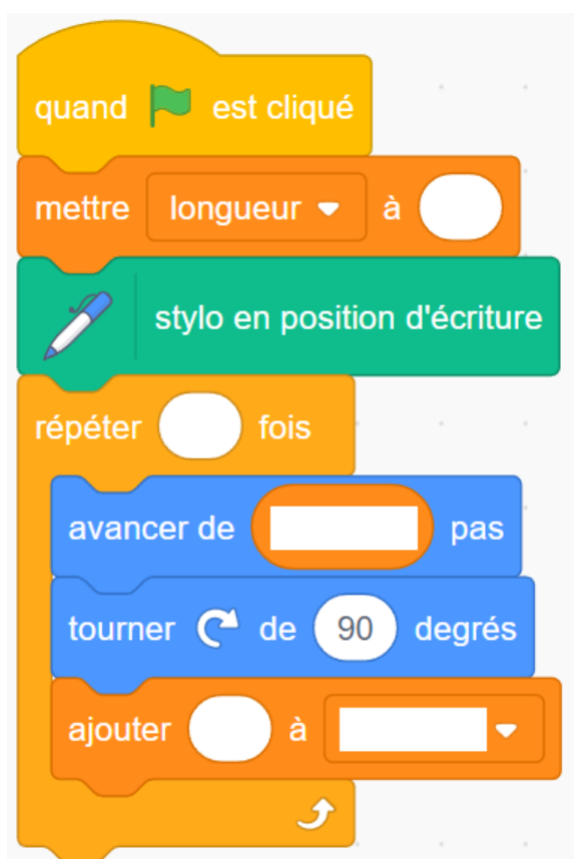 quand est cliqué
mettre longueur à
stylo en position d'écriture
répéter fois
avancer de pas
tourner de 90 degrés
ajouter à